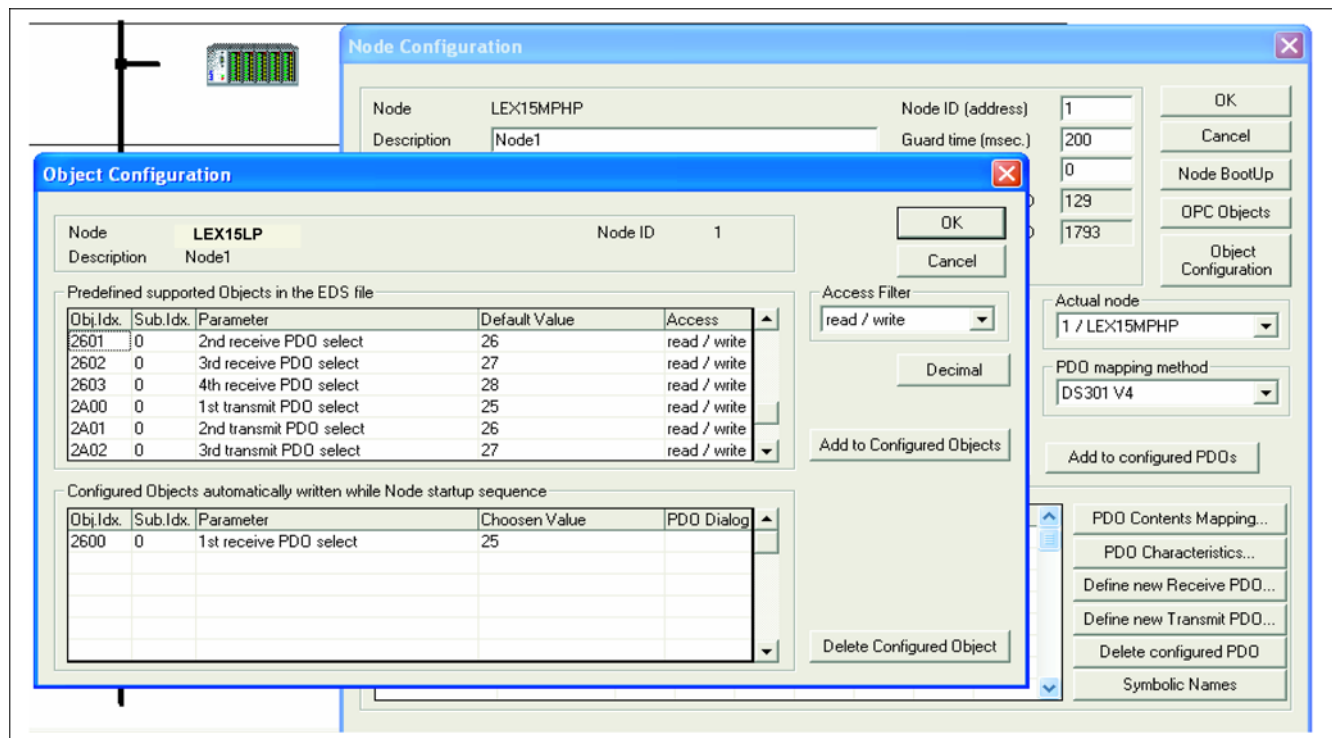 Node Configuration
Node LEX15MPHP Node ID (address) 1 OK
Description Node1 Guard time (msec.) 200 Cancel
0 Node BootUp
129 OPC Objects
1793 Object Configuration
Actual node
1 / LEX15MPHP
PDO mapping method
DS301 V4
Add to configured PDOs
PDO Contents Mapping...
PDO Characteristics...
Define new Receive PDO...
Define new Transmit PDO...
Delete configured PDO
Symbolic Names
Object Configuration
Node LEX15LP Node ID 1 OK
Description Node1 Cancel
Predefined supported Objects in the EDS file
Obj.Idx. Sub.Idx. Parameter Default Value Access
2601 0 2nd receive PDO select 26 read / write
2602 0 3rd receive PDO select 27 read / write
2603 0 4th receive PDO select 28 read / write
2A00 0 1st transmit PDO select 25 read / write
2A01 0 2nd transmit PDO select 26 read / write
2A02 0 3rd transmit PDO select 27 read / write
Access Filter
read / write
Decimal
Add to Configured Objects
Configured Objects automatically written while Node startup sequence
Obj.Idx. Sub.Idx. Parameter Choosen Value PDO Dialog
2600 0 1st receive PDO select 25
Delete Configured Object